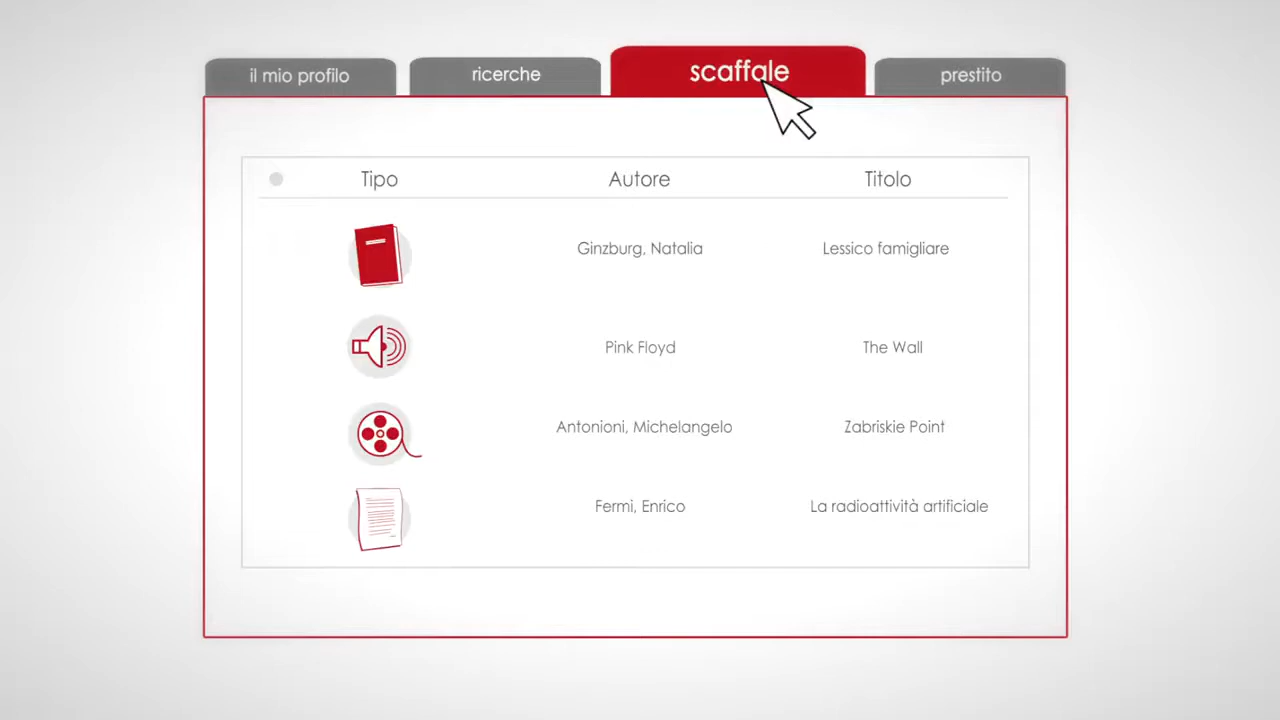 il mio profilo
ricerche
scaffale
prestito
Tipo
Autore
Titolo
Ginzburg, Natalia
Lessico famigliare
Pink Floyd
The Wall
Antonioni, Michelangelo
Zabriskie Point
Fermi, Enrico
La radioattività artificiale